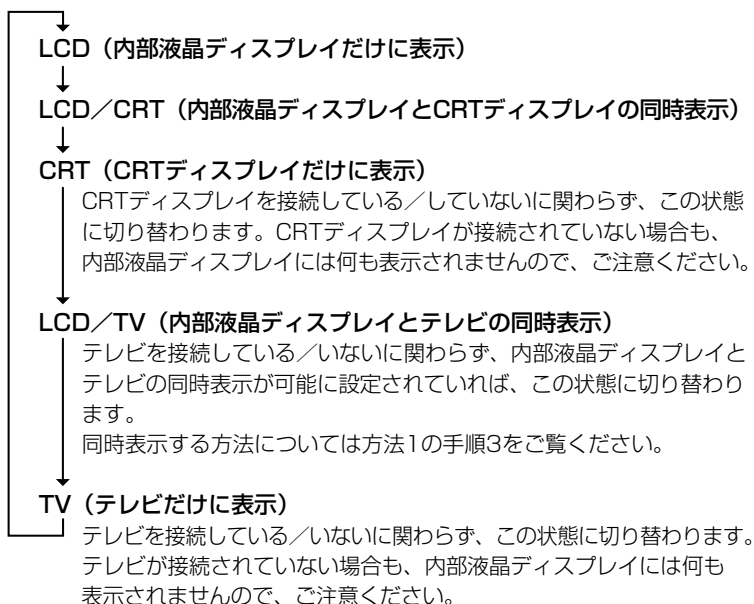 LCD（内部液晶ディスプレイだけに表示）
LCD／CRT（内部液晶ディスプレイとCRTディスプレイの同時表示）
CRT（CRTディスプレイだけに表示）
CRTディスプレイを接続している／していないに関わらず、この状態
に切り替わります。CRTディスプレイが接続されていない場合も、
内部液晶ディスプレイには何も表示されませんので、ご注意ください。
LCD／TV（内部液晶ディスプレイとテレビの同時表示）
テレビを接続している／いないに関わらず、内部液晶ディスプレイと
テレビの同時表示が可能に設定されていれば、この状態に切り替わり
ます。
同時表示する方法については方法1の手順3をご覧ください。
TV（テレビだけに表示）
テレビを接続している／いないに関わらず、この状態に切り替わります。
テレビが接続されていない場合も、内部液晶ディスプレイには何も
表示されませんので、ご注意ください。